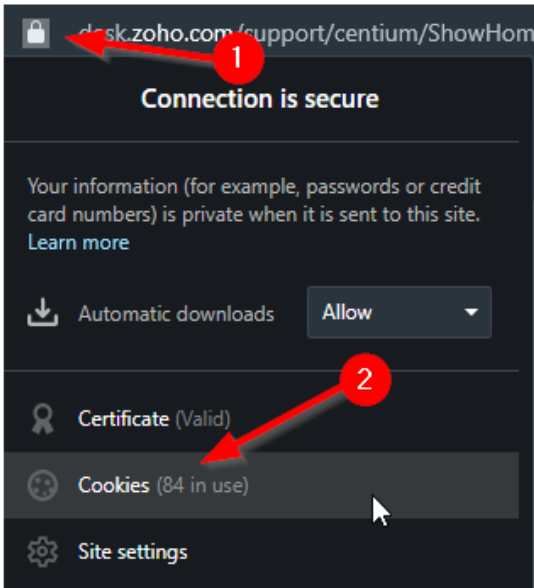 desk.zoho.com/support/centium/ShowHom
1
Connection is secure
Your information (for example, passwords or credit
card numbers) is private when it is sent to this site.
Learn more
Automatic downloads
Allow
2
Certificate (Valid)
Cookies (84 in use)
Site settings